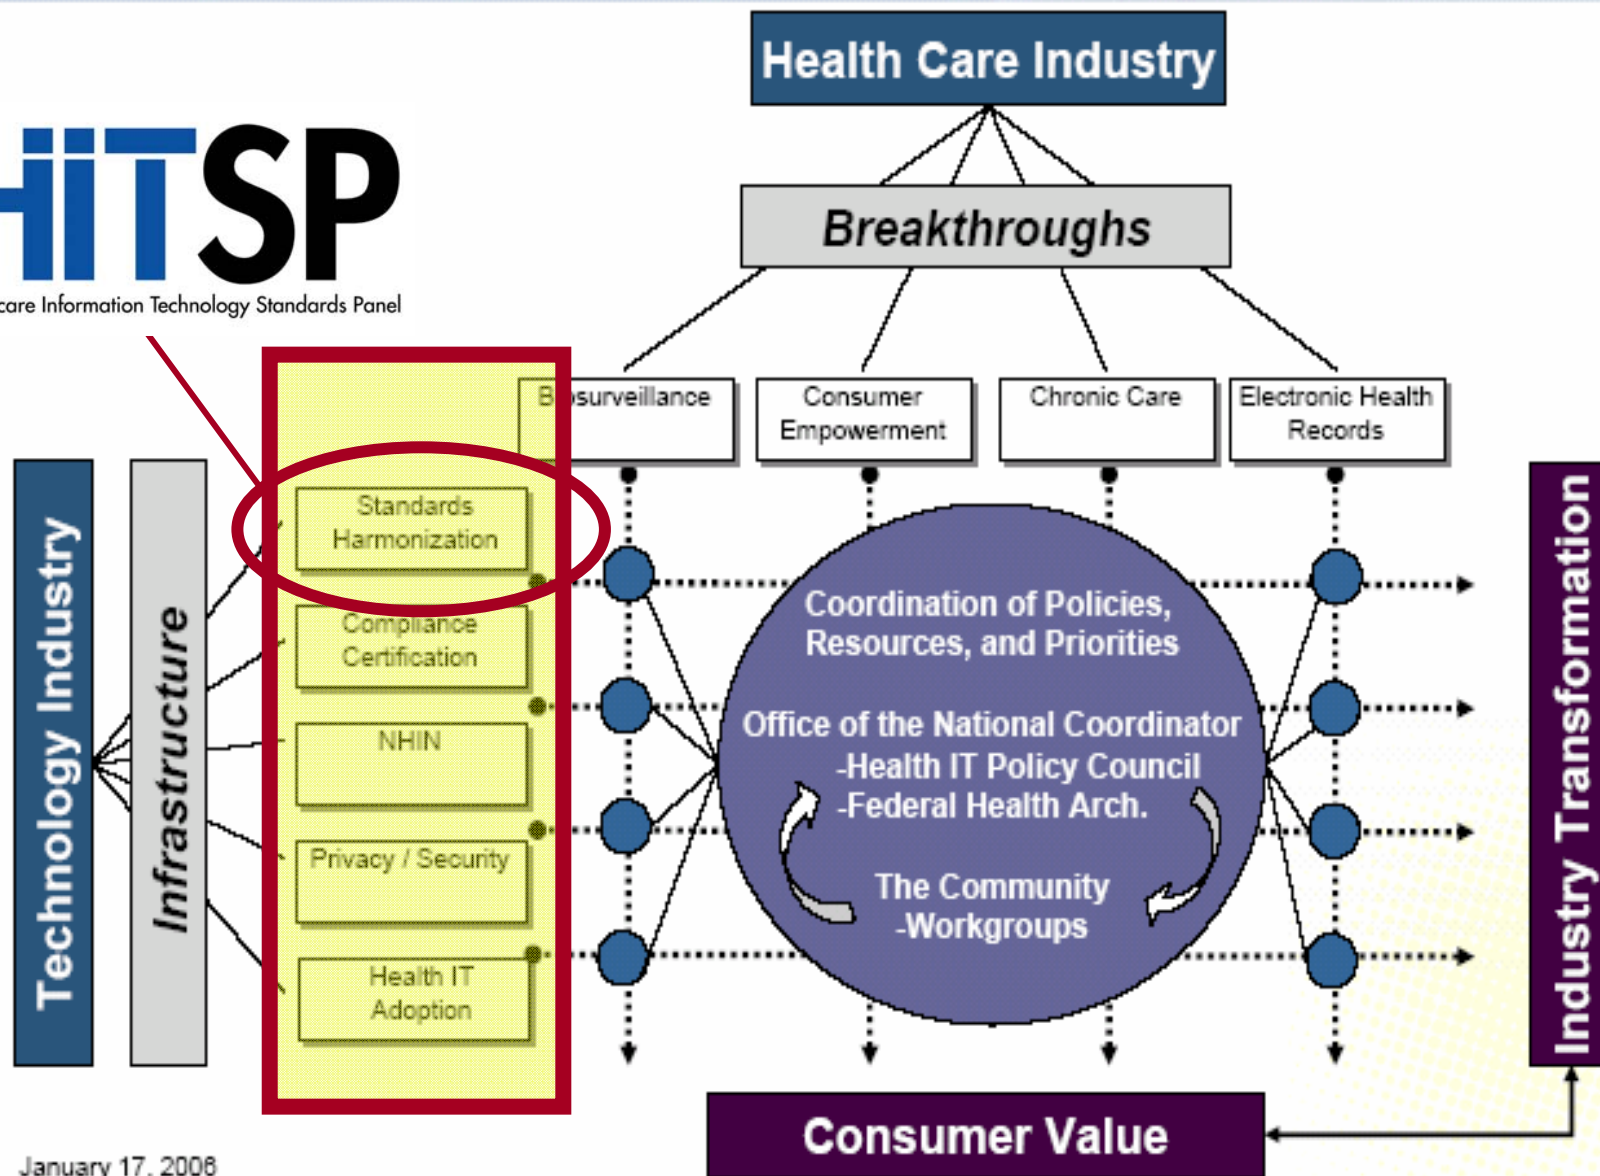 Health Care Industry
HITSP
care Information Technology Standards Panel
Breakthroughs
Biosurveillance
Consumer
Empowerment
Chronic Care
Electronic Health
Records
Technology Industry
Infrastructure
Standards
Harmonization
Compliance
Certification
NHIN
Privacy / Security
Health IT
Adoption
Coordination of Policies,
Resources, and Priorities
Office of the National Coordinator
-Health IT Policy Council
-Federal Health Arch.
The Community
-Workgroups
Industry Transformation
Consumer Value
January 17, 2006